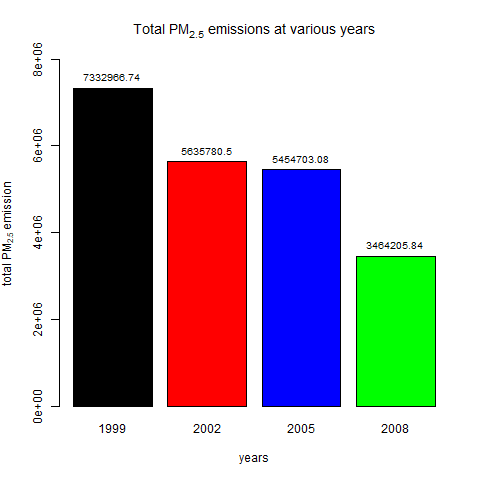 Total PM2.5 emissions at various years
total PM2.5 emission
8e+06
6e+06
4e+06
2e+06
0e+00
7332966.74
5635780.5
5454703.08
3464205.84
1999 2002 2005 2008
years